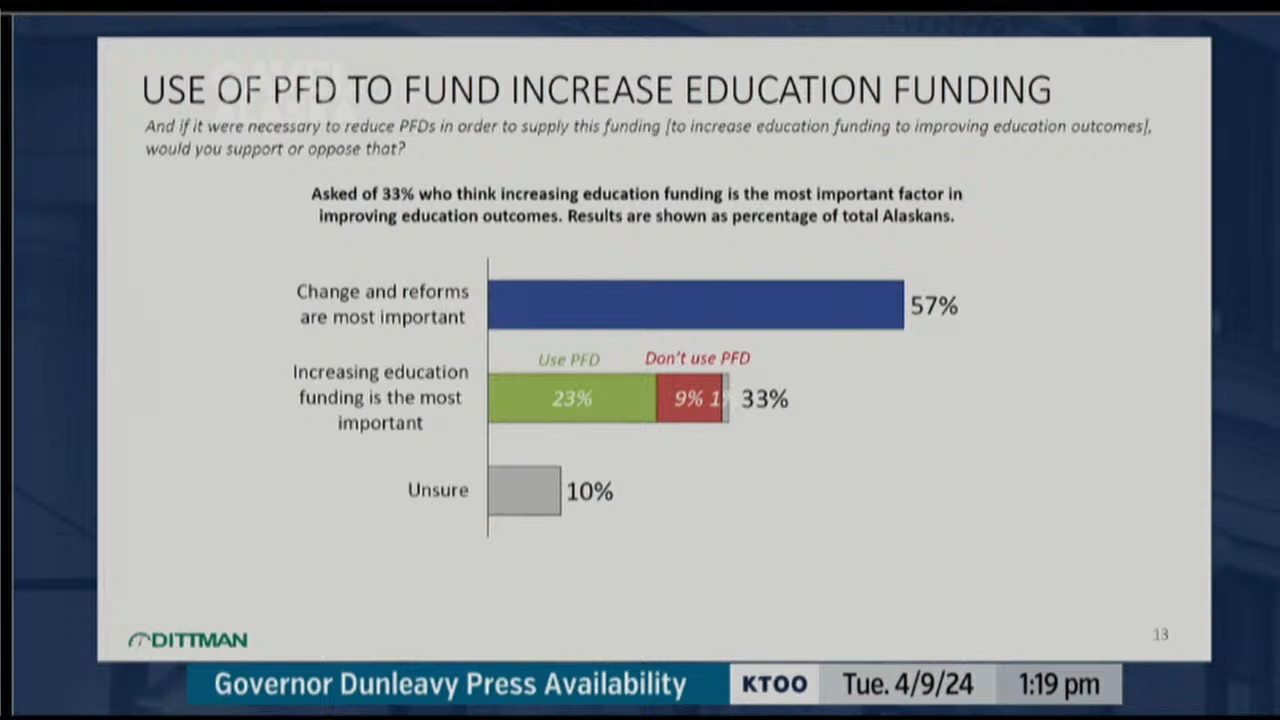 USE OF PFD TO FUND INCREASE EDUCATION FUNDING
And if it were necessary to reduce PFDs in order to supply this funding [to increase education funding to improving education outcomes],
would you support or oppose that?
Asked of 33% who think increasing education funding is the most important factor in
improving education outcomes. Results are shown as percentage of total Alaskans.
Change and reforms
are most important
57%
Use PFD
Don't use PFD
Increasing education
funding is the most
important
23%
9%
1%
33%
Unsure
10%
DITTMAN
13
Governor Dunleavy Press Availability
KTOO
Tue. 4/9/24
1:19 pm